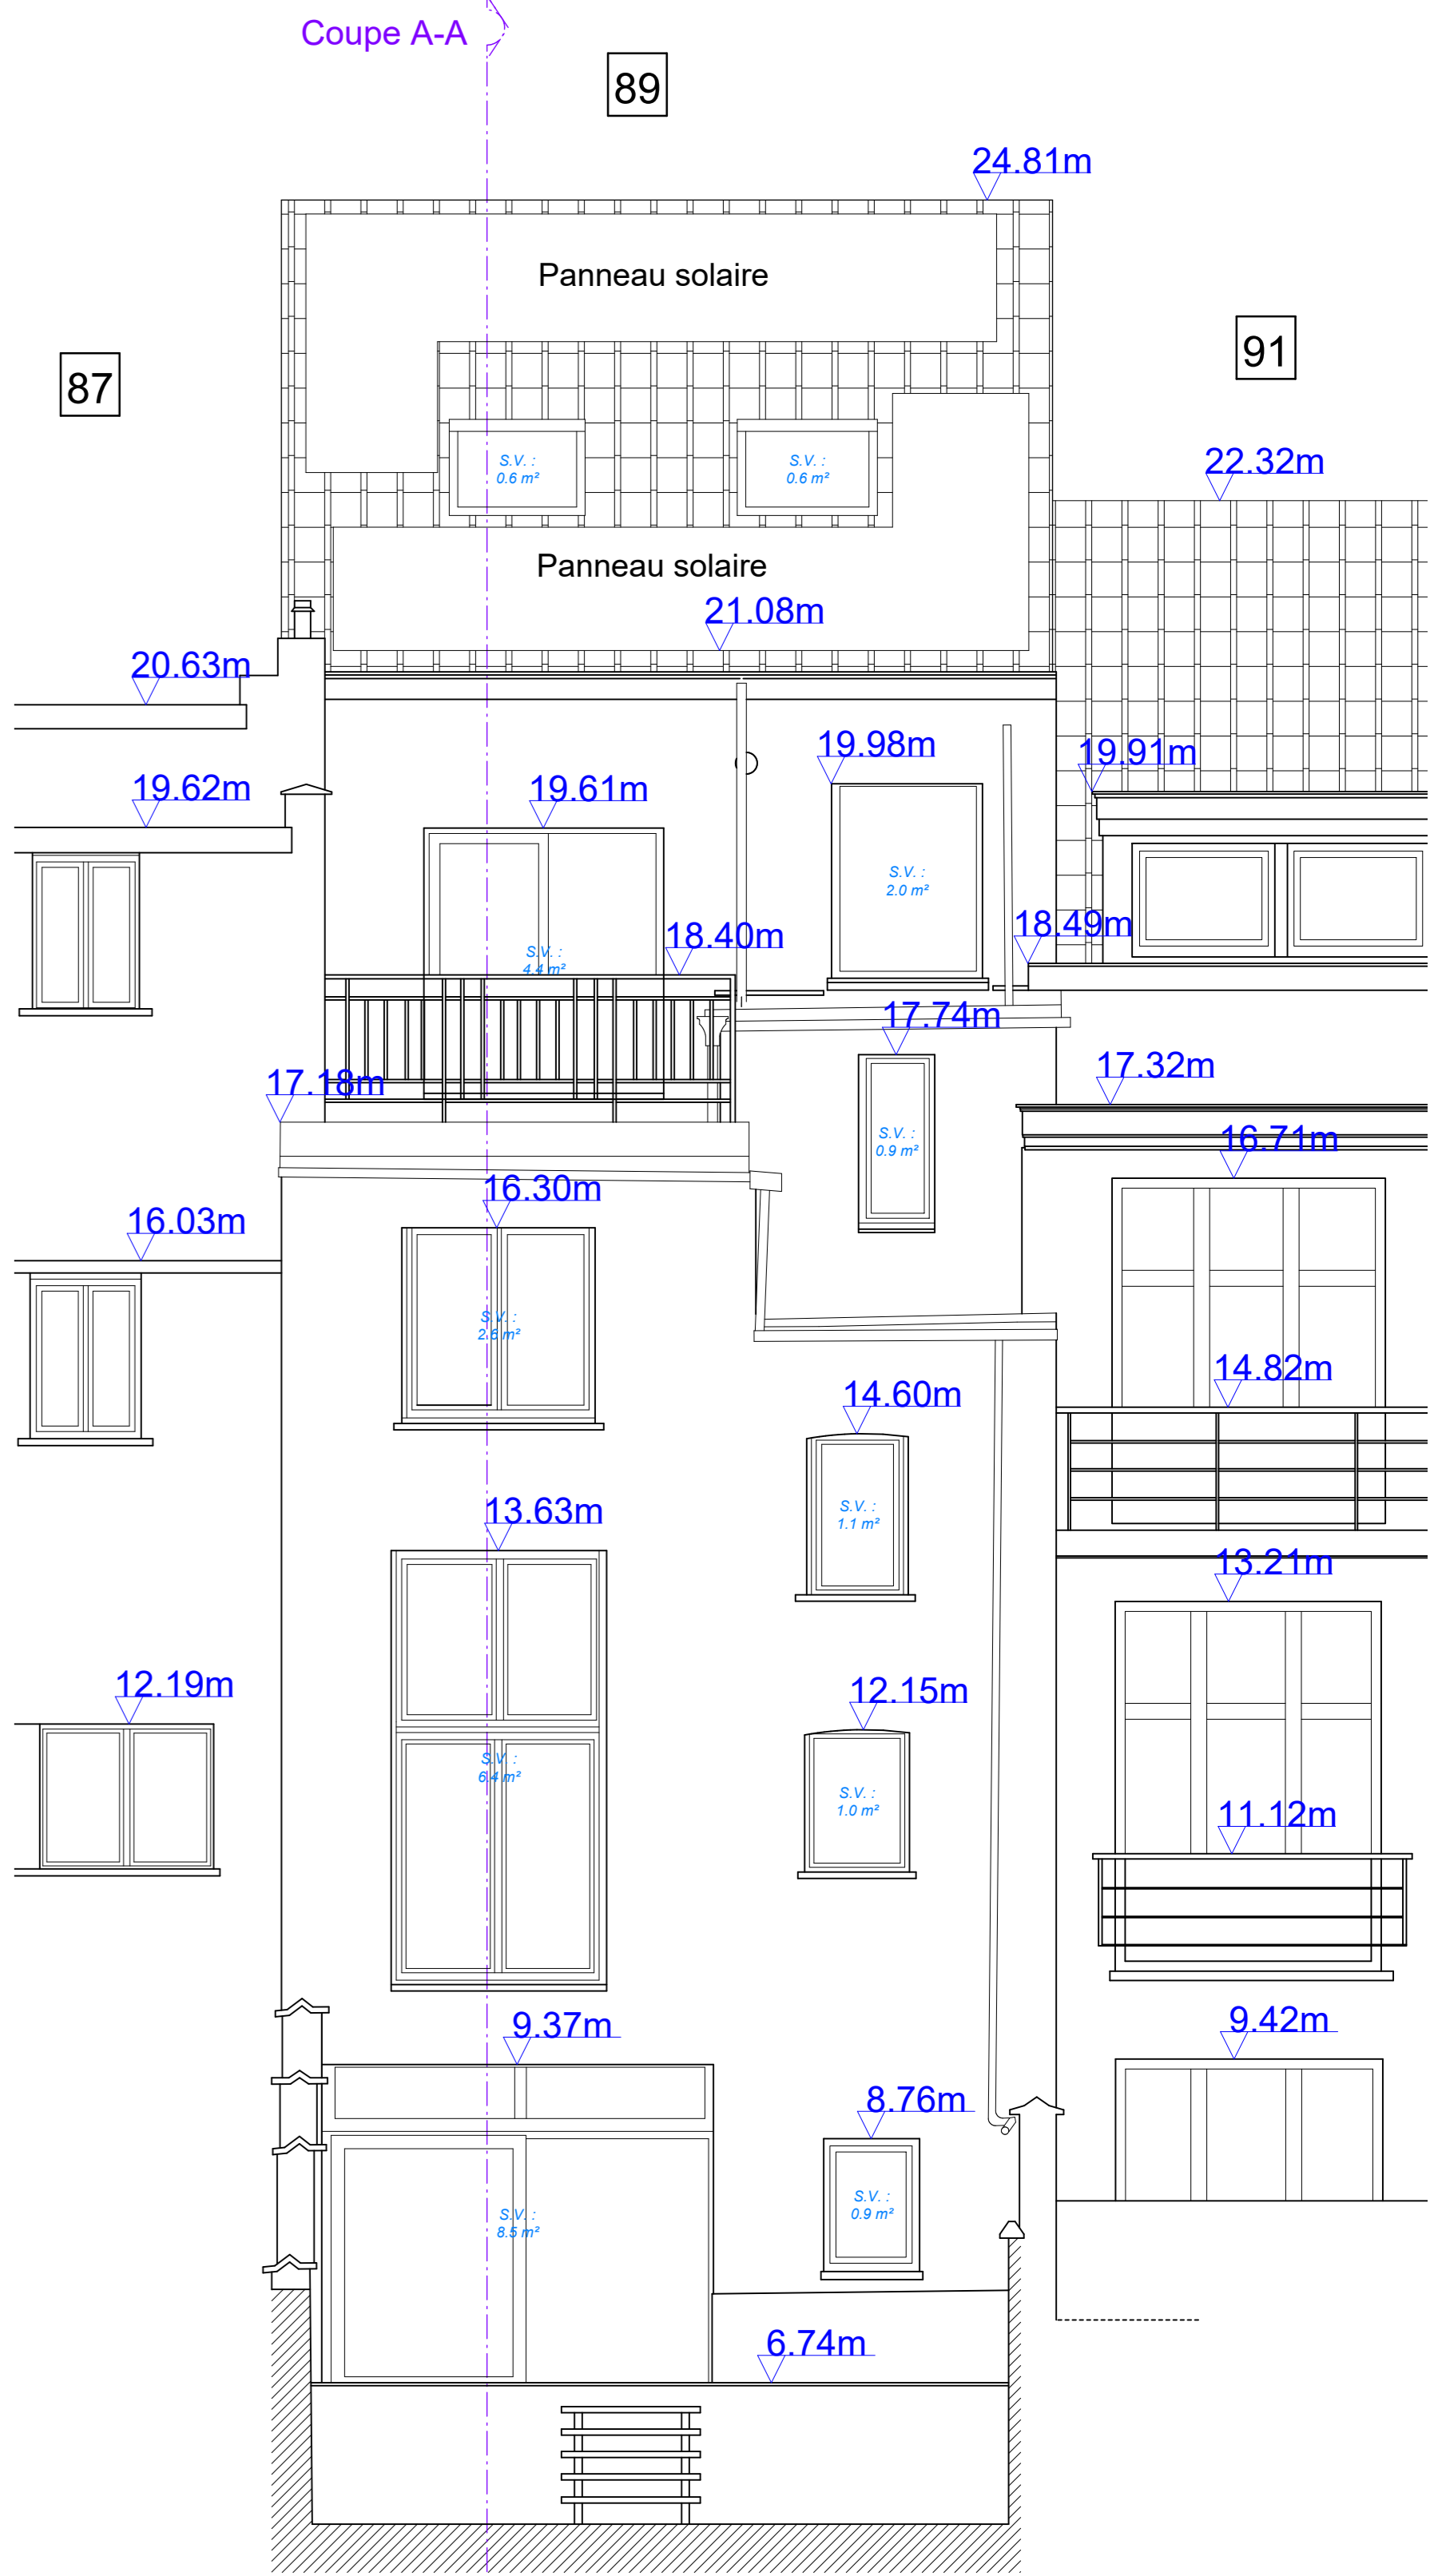 Coupe A-A
89
24.81m
Panneau solaire
91
87
S.V. :
0.6 m²
S.V. :
0.6 m²
22.32m
Panneau solaire
21.08m
20.63m
19.98m
19.91m
19.62m
19.61m
S.V. :
2.0 m²
18.40m
18.49m
S.V. :
4.4 m²
17.74m
17.32m
17.18m
S.V. :
0.9 m²
16.71m
16.30m
16.03m
S.V. :
2.6 m²
14.82m
14.60m
S.V. :
1.1 m²
13.63m
13.21m
12.19m
12.15m
S.V. :
6.4 m²
S.V. :
1.0 m²
11.12m
9.37m
9.42m
8.76m
S.V. :
0.9 m²
S.V. :
8.5 m²
6.74m